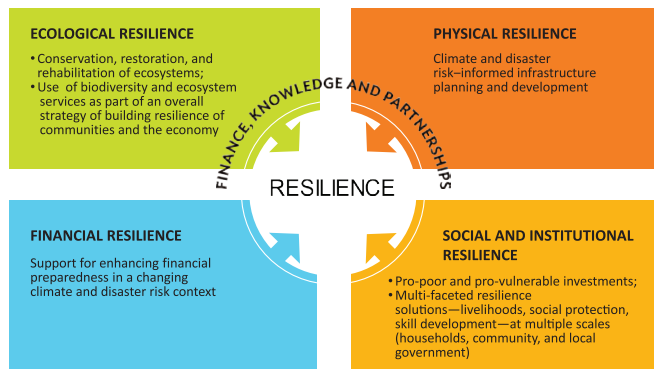 ECOLOGICAL RESILIENCE
• Conservation, restoration, and
rehabilitation of ecosystems;
• Use of biodiversity and ecosystem
services as part of an overall
strategy of building resilience of
communities and the economy
PHYSICAL RESILIENCE
Climate and disaster
risk–informed infrastructure
planning and development
FINANCE, KNOWLEDGE AND PARTNERSHIPS
RESILIENCE
FINANCIAL RESILIENCE
Support for enhancing financial
preparedness in a changing
climate and disaster risk context
SOCIAL AND INSTITUTIONAL
RESILIENCE
• Pro-poor and pro-vulnerable investments;
• Multi-faceted resilience
solutions—livelihoods, social protection,
skill development—at multiple scales
(households, community, and local
government)